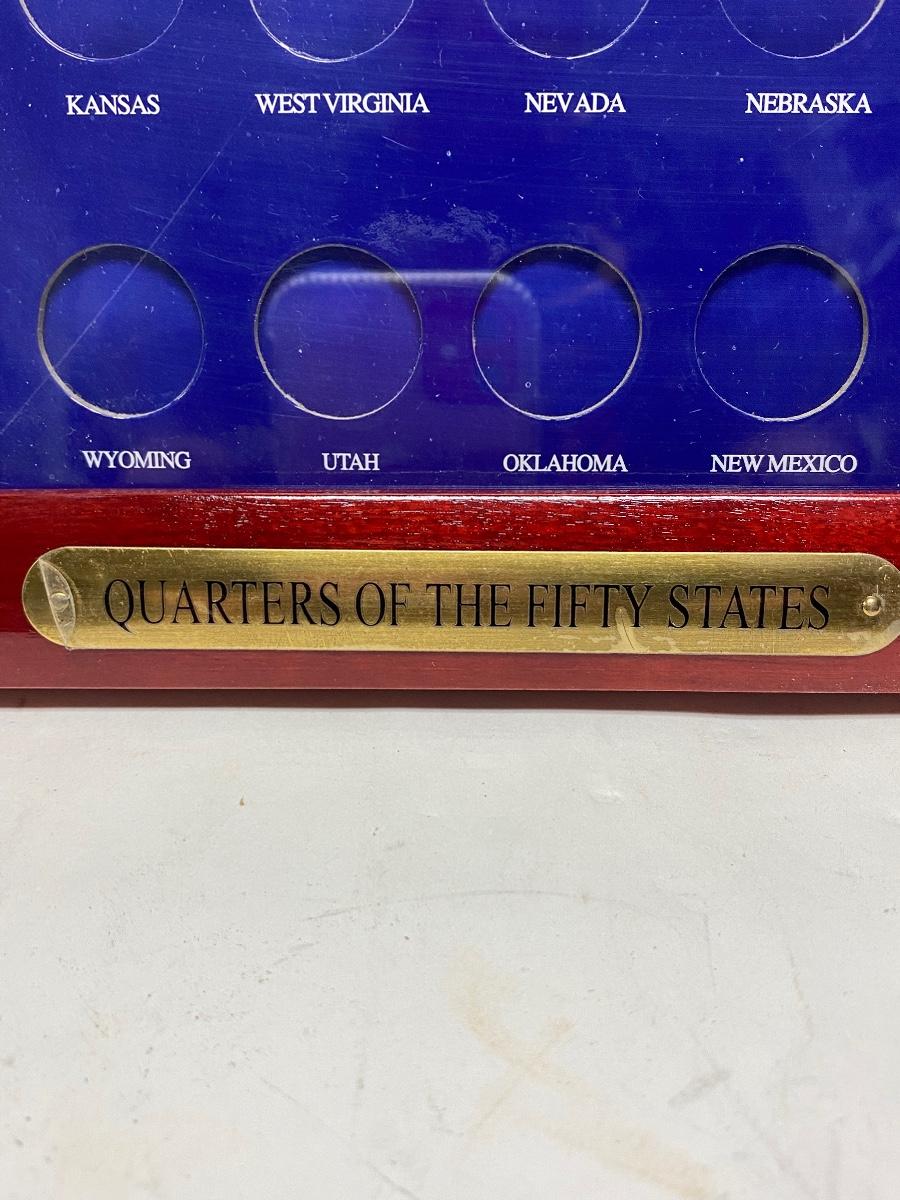 KANSAS WEST VIRGINIA NEVADA NEBRASKA
WYOMING UTAH OKLAHOMA NEW MEXICO
QUARTERS OF THE FIFTY STATES